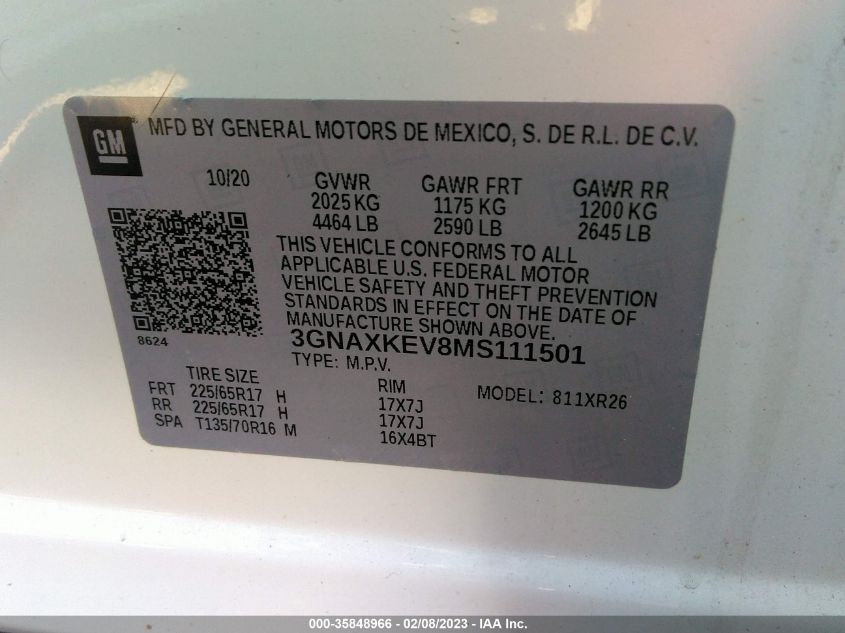 GM ® MFD BY GENERAL MOTORS DE MEXICO, S. DE R.L. DE C.V.
10/20 GVWR GAWR FRT GAWR RR
2025 KG 1175 KG 1200 KG
4464 LB 2590 LB 2645 LB
THIS VEHICLE CONFORMS TO ALL
APPLICABLE U.S. FEDERAL MOTOR
VEHICLE SAFETY AND THEFT PREVENTION
STANDARDS IN EFFECT ON THE DATE OF
MANUFACTURE SHOWN ABOVE.
8624
3GNAXKEV8MS111501
TYPE: M.P.V.
TIRE SIZE RIM MODEL: 811XR26
FRT 225/65R17 H 17X7J
RR 225/65R17 H 17X7J
SPA T135/70R16 M 16X4BT
000-35848966 - 02/08/2023 - IAA Inc.